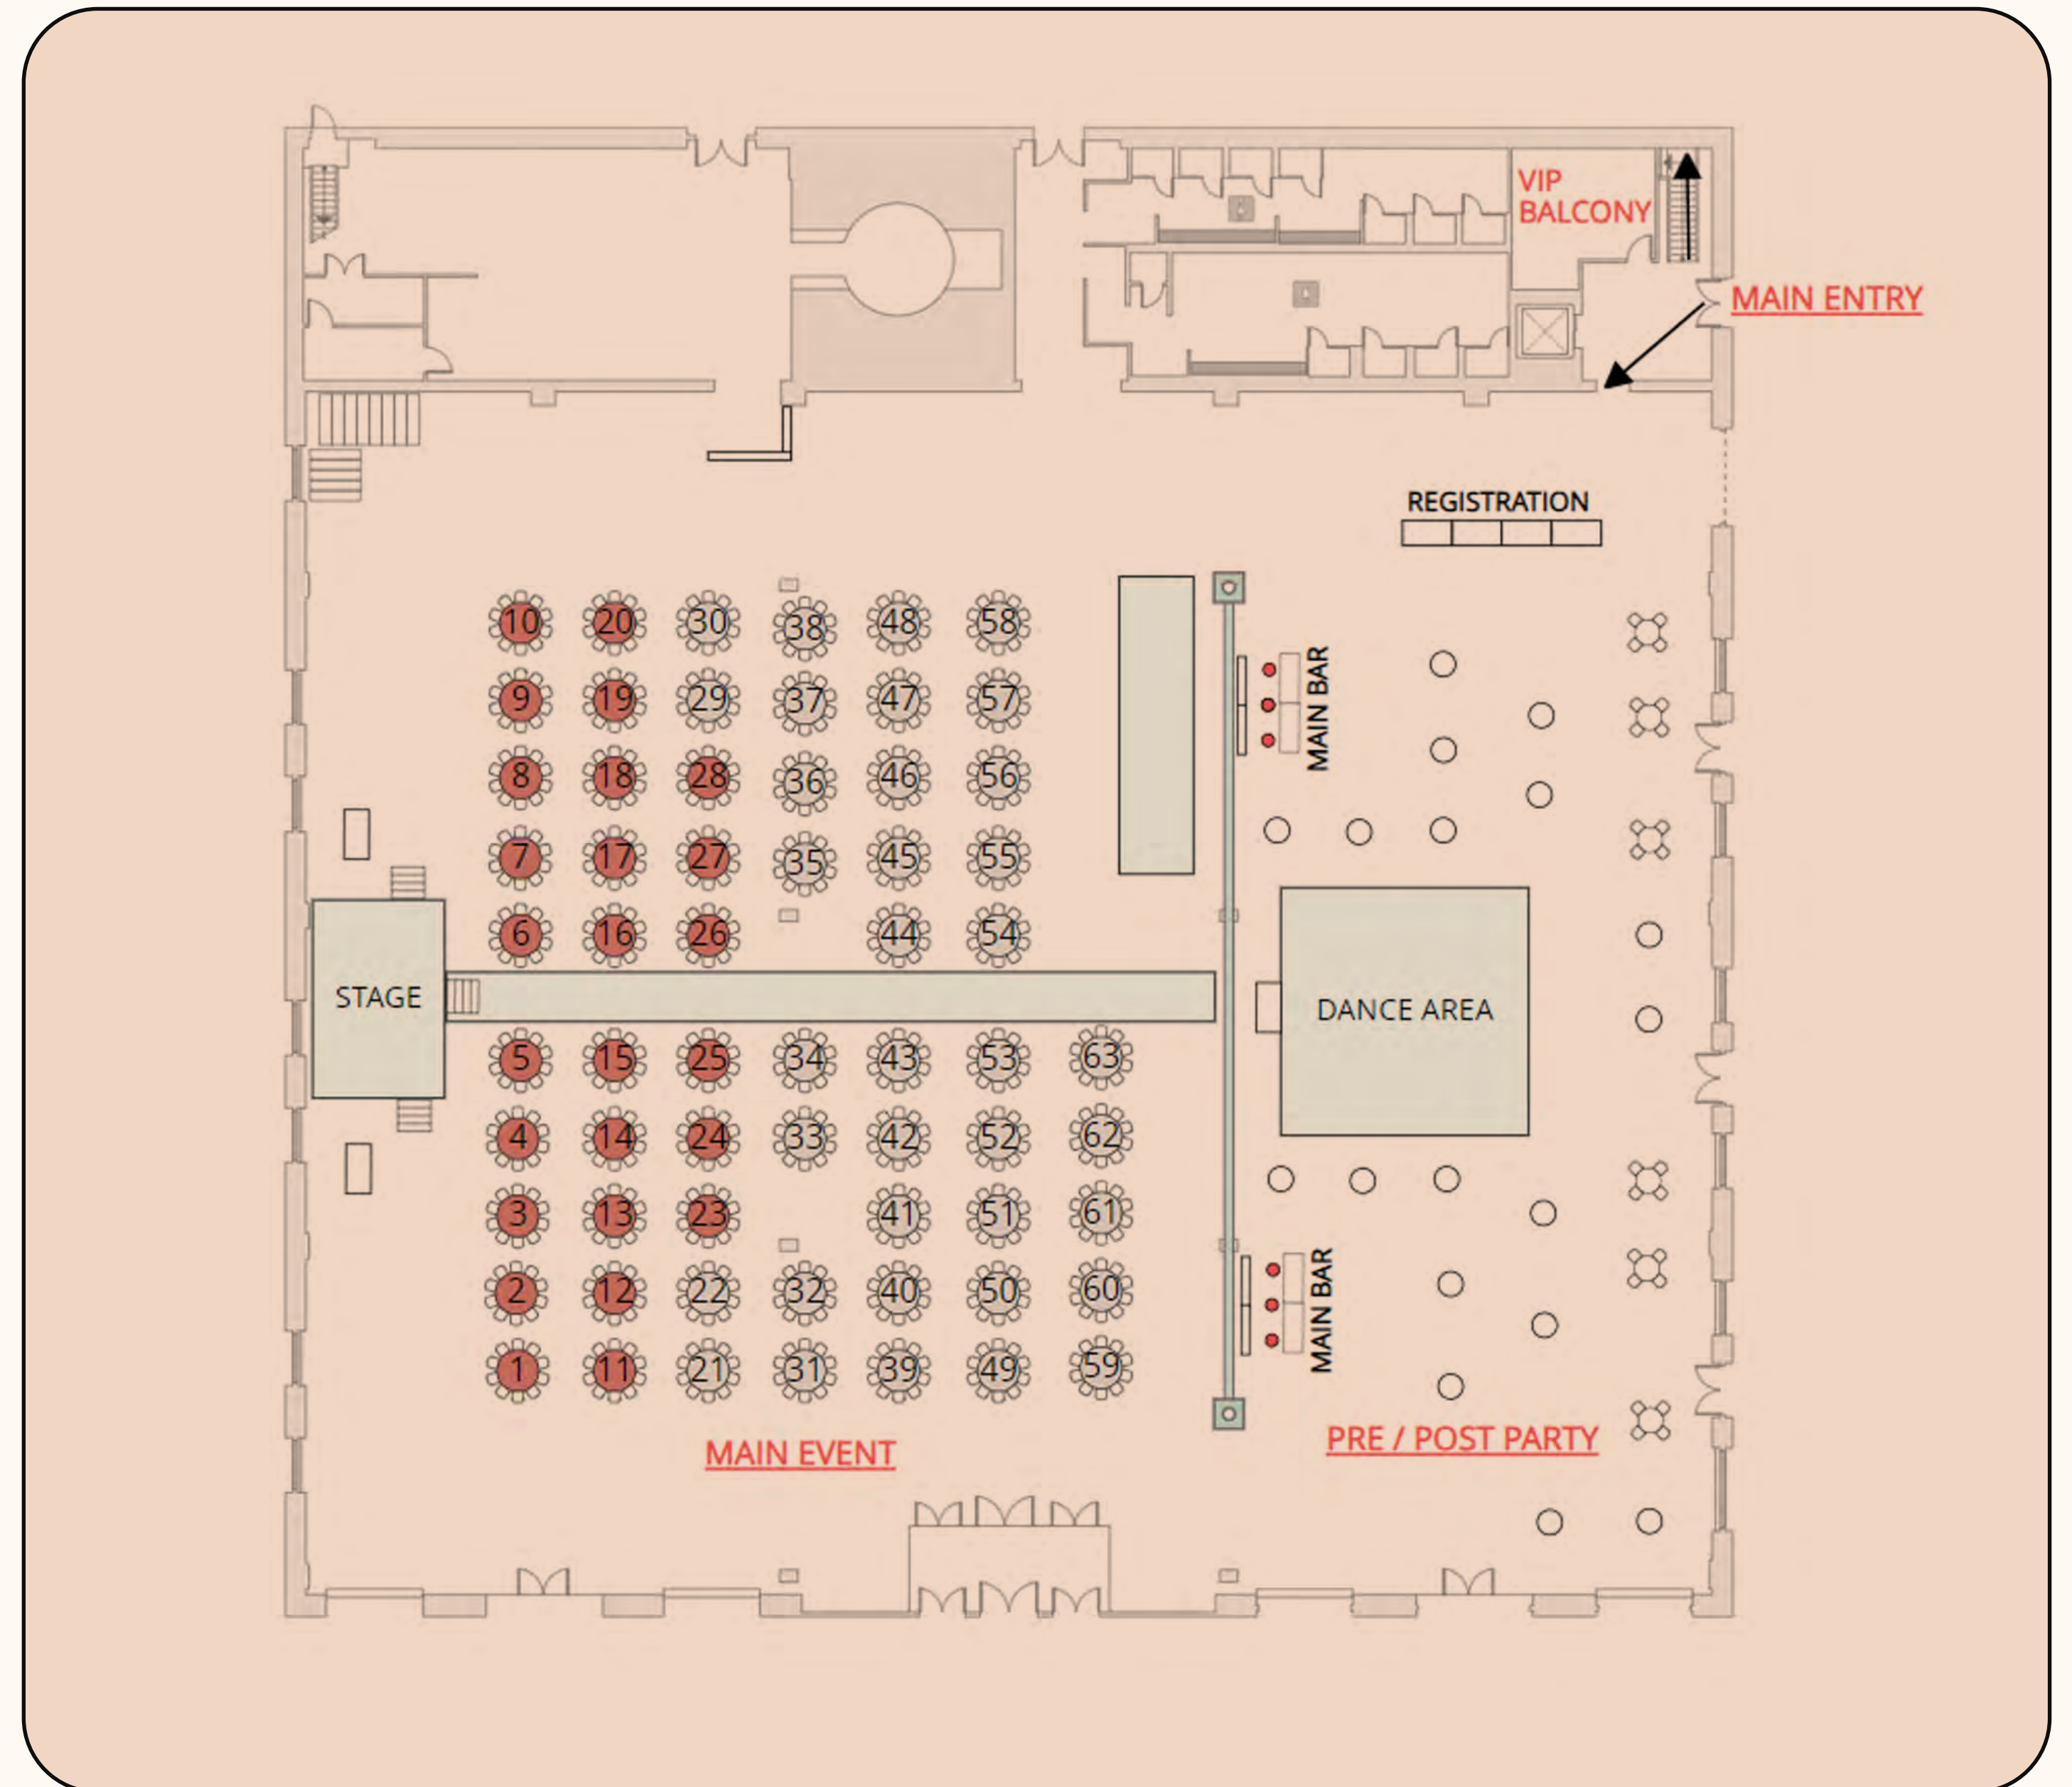 VIP
BALCONY
MAIN ENTRY
REGISTRATION
10 20 30 38 48 58
9 19 29 37 47 57
MAIN BAR
8 18 28 36 46 56
7 17 27 35 45 55
6 16 26 44 54
STAGE
DANCE AREA
5 15 25 34 43 53 63
4 14 24 33 42 52 62
3 13 23 41 51 61
2 12 22 32 40 50 60
MAIN BAR
1 11 21 31 39 49 59
MAIN EVENT
PRE / POST PARTY